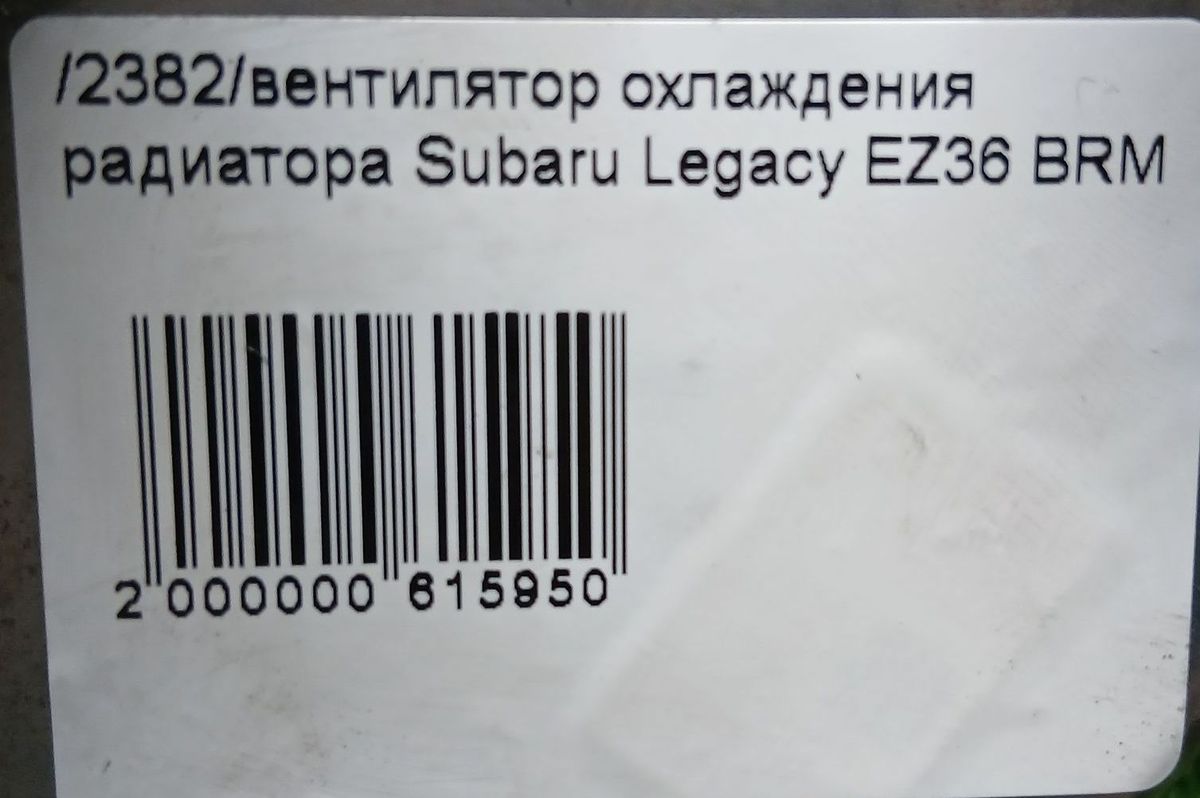 /2382/вентилятор охлаждения
радиатора Subaru Legacy EZ36 BRM
2 000000 615950